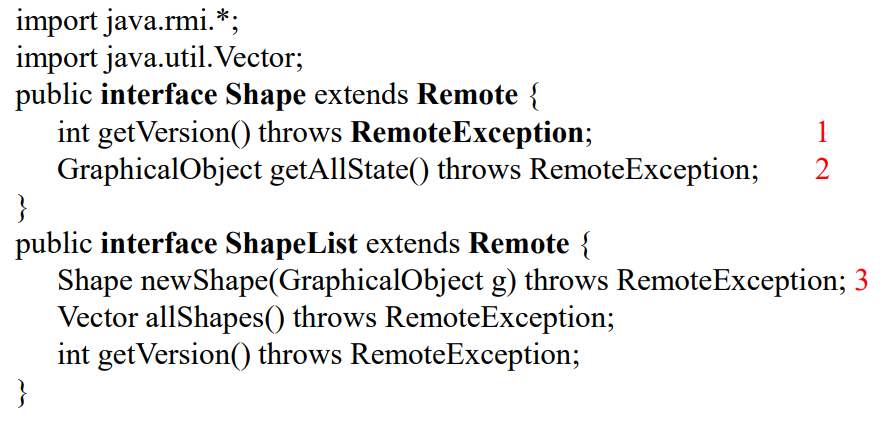 import java.rmi.*;
import java.util.Vector;
public interface Shape extends Remote {
int getVersion() throws RemoteException; 1
GraphicalObject getAllState() throws RemoteException; 2
}
public interface ShapeList extends Remote {
Shape newShape(GraphicalObject g) throws RemoteException; 3
Vector allShapes() throws RemoteException;
int getVersion() throws RemoteException;
}